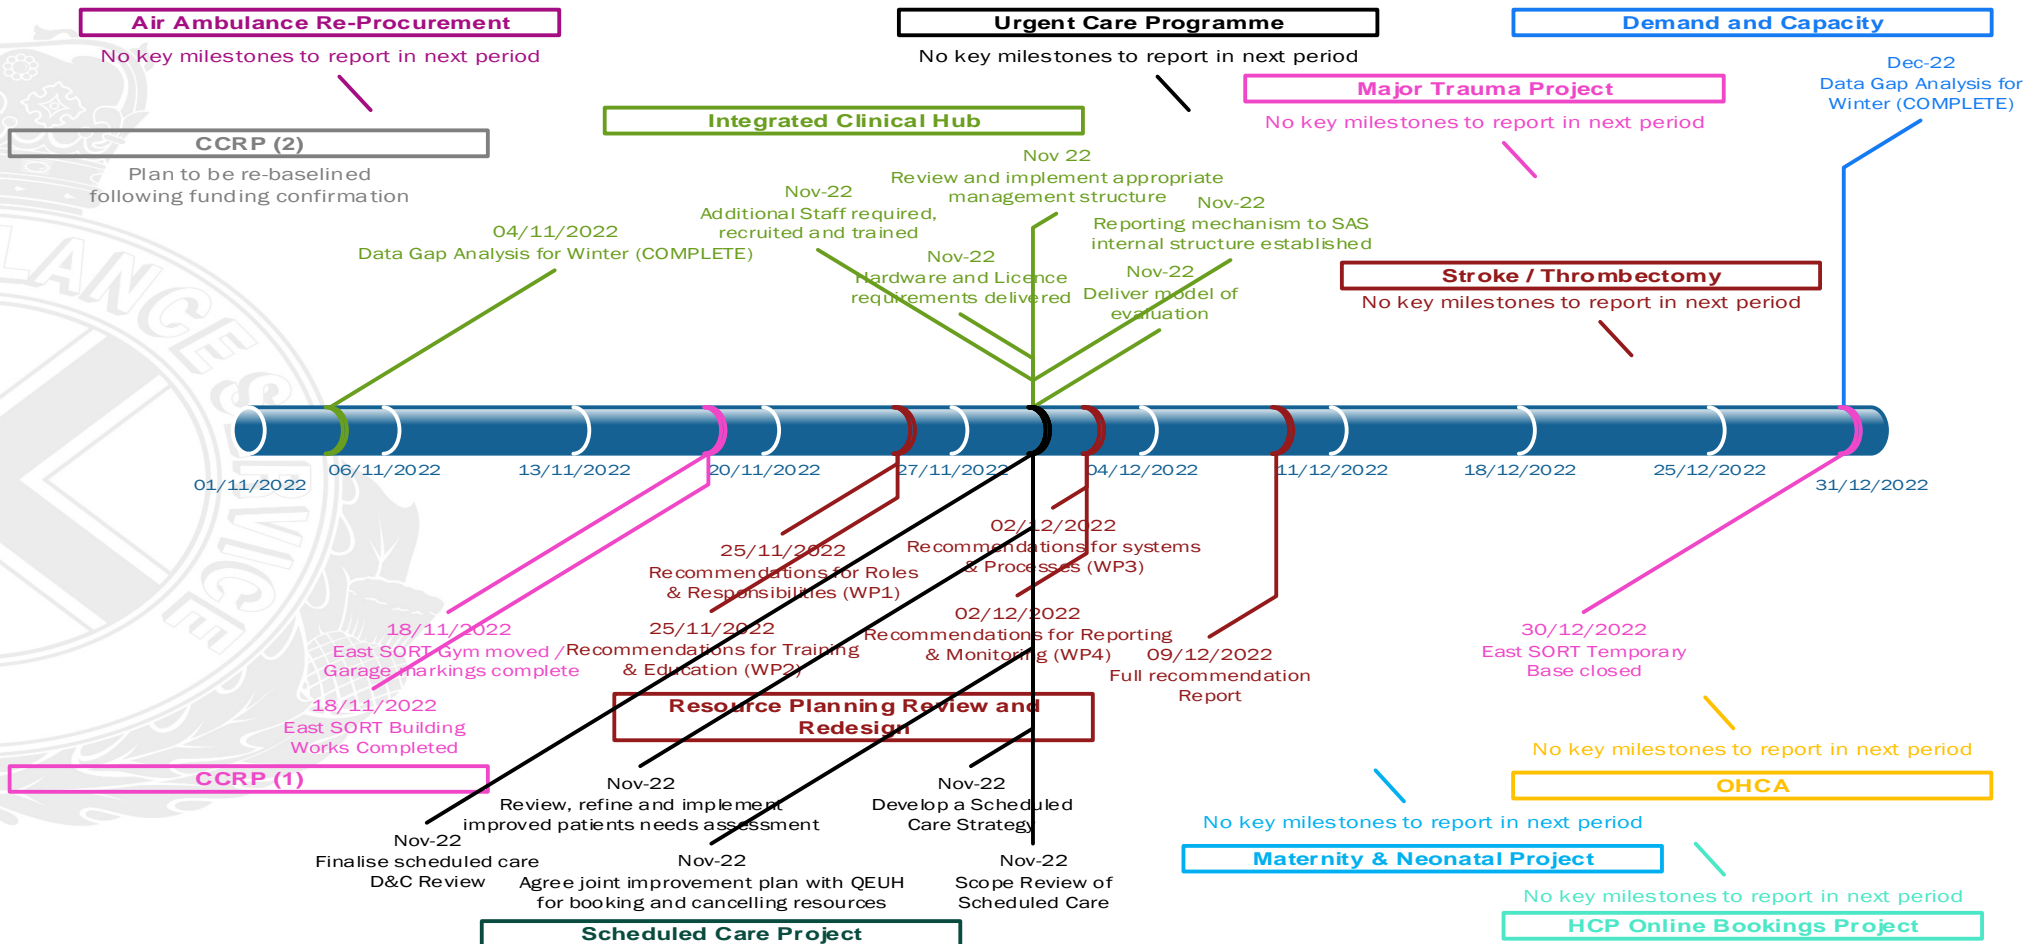 Air Ambulance Re-Procurement
No key milestones to report in next period
Urgent Care Programme
No key milestones to report in next period
Demand and Capacity
Dec-22
Data Gap Analysis for
Winter (COMPLETE)
Major Trauma Project
No key milestones to report in next period
CCRP (2)
Plan to be re-baselined
following funding confirmation
Integrated Clinical Hub
04/11/2022
Data Gap Analysis for Winter (COMPLETE)
Nov-22
Additional Staff required,
recruited and trained
Nov 22
Review and implement appropriate
management structure
Nov-22
Hardware and Licence
requirements delivered
Nov-22
Reporting mechanism to SAS
internal structure established
Nov-22
Deliver model of
evaluation
Stroke / Thrombectomy
No key milestones to report in next period
01/11/2022
06/11/2022
13/11/2022
20/11/2022
27/11/2022
04/12/2022
11/12/2022
18/12/2022
25/12/2022
31/12/2022
18/11/2022
East SORT Gym moved /
Garage markings complete
18/11/2022
East SORT Building
Works Completed
CCRP (1)
25/11/2022
Recommendations for Roles
& Responsibilities (WP1)
25/11/2022
Recommendations for Training
& Education (WP2)
02/12/2022
Recommendations for systems
& Processes (WP3)
02/12/2022
Recommendations for Reporting
& Monitoring (WP4)
09/12/2022
Full recommendation
Report
Resource Planning Review and
Redesign
30/12/2022
East SORT Temporary
Base closed
No key milestones to report in next period
OHCA
Nov-22
Finalise scheduled care
D&C Review
Nov-22
Review, refine and implement
improved patients needs assessment
Nov-22
Agree joint improvement plan with QEUH
for booking and cancelling resources
Nov-22
Develop a Scheduled
Care Strategy
Nov-22
Scope Review of
Scheduled Care
Scheduled Care Project
No key milestones to report in next period
Maternity & Neonatal Project
No key milestones to report in next period
HCP Online Bookings Project
LANCE SERVICE